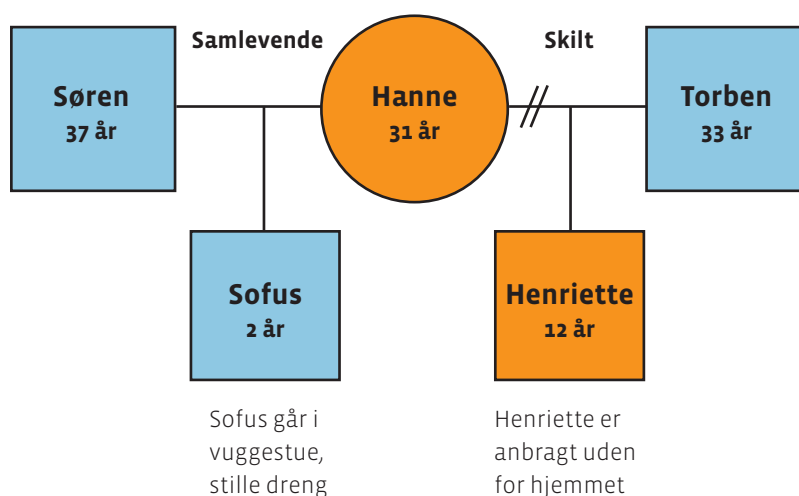 Samlevende
Skilt
Søren
37 år
Hanne
31 år
Torben
33 år
Sofus
2 år
Henriette
12 år
Sofus går i
vuggestue,
stille dreng
Henriette er
anbragt uden
for hjemmet